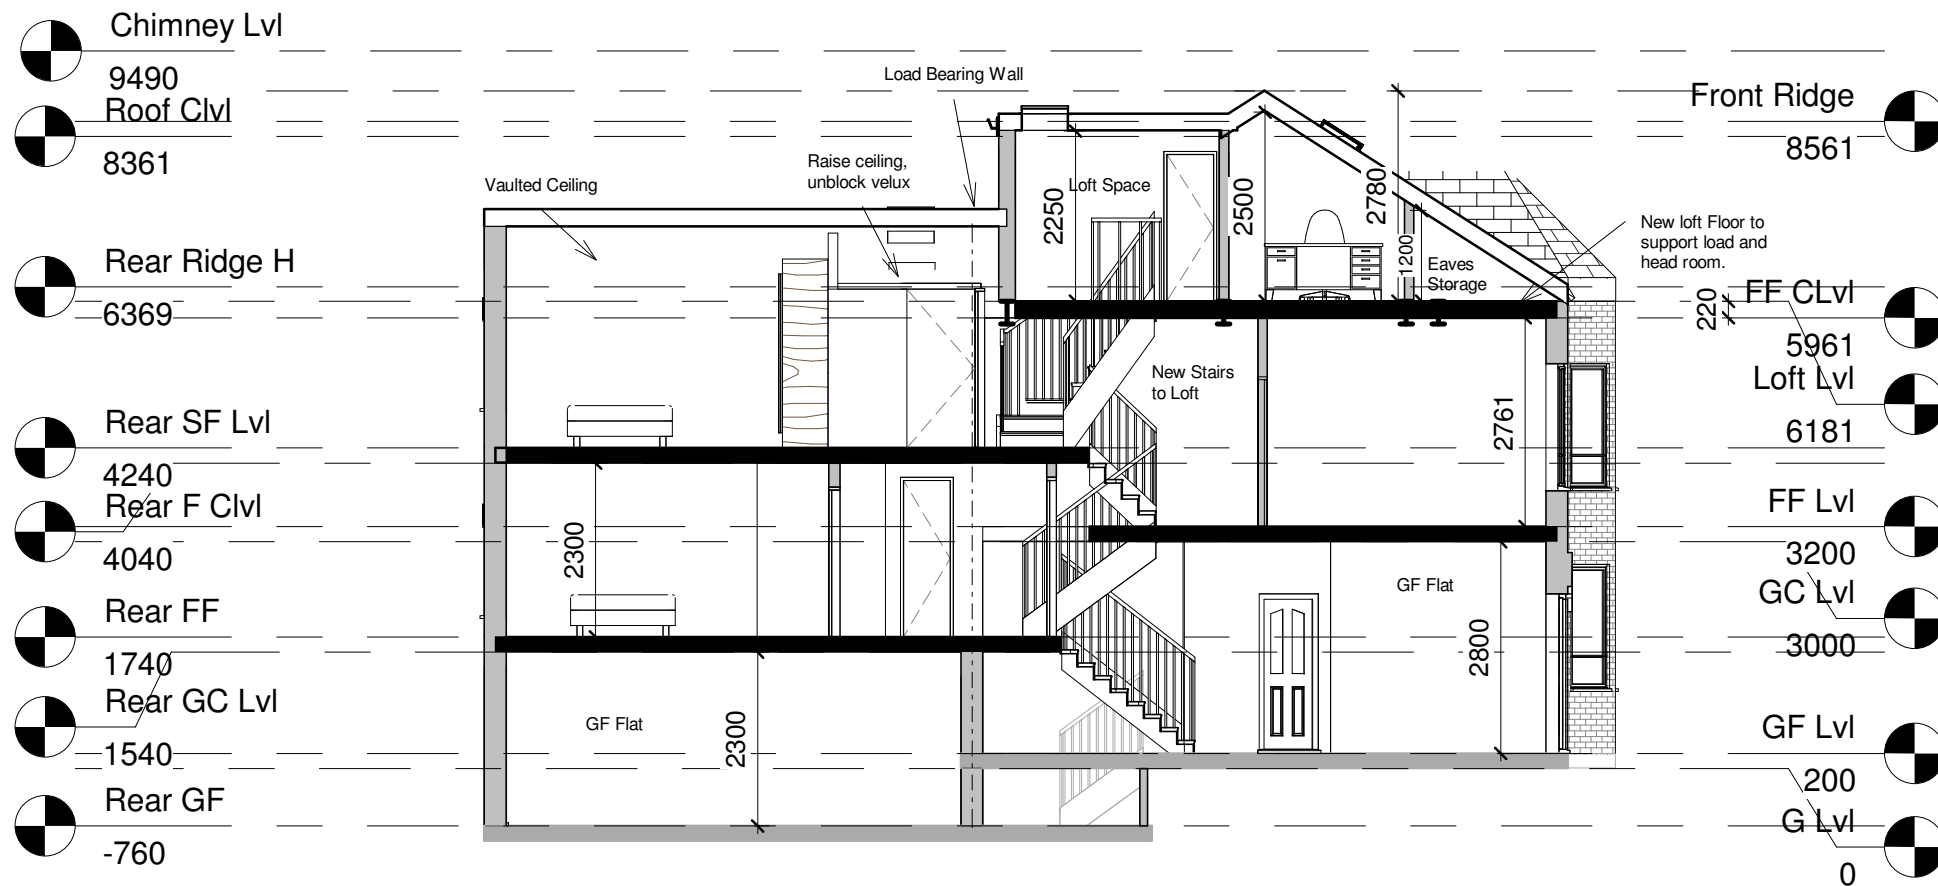 Chimney Lvl
9490
Roof Clvl
8361
Rear Ridge H
6369
Rear SF Lvl
4240
Rear F Clvl
4040
Rear FF
1740
Rear GC Lvl
1540
Rear GF
-760
Load Bearing Wall
Vaulted Ceiling
Raise ceiling,
unblock velux
Loft Space
2250
2500
2780
1200
Eaves
Storage
New loft Floor to
support load and
head room.
220
New Stairs
to Loft
2761
2300
GF Flat
2800
GF Flat
2300
Front Ridge
8561
FF CLvl
5961
Loft Lvl
6181
FF Lvl
3200
GC Lvl
3000
GF Lvl
200
G Lvl
0